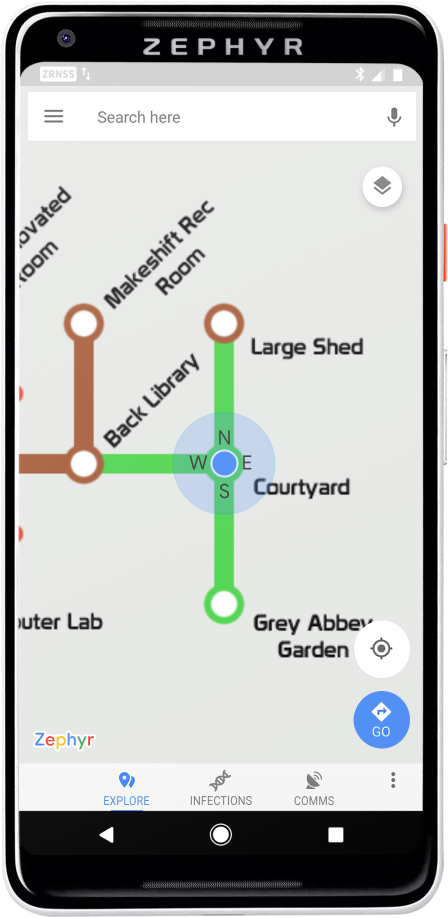 ZEPHYR
ZRNSS
Search here
ovated
Room
Makeshift Rec
Room
Large Shed
Back Library
N
W E
S
Courtyard
uter Lab
Grey Abbey
Garden
GO
Zephyr
EXPLORE INFECTIONS COMMS